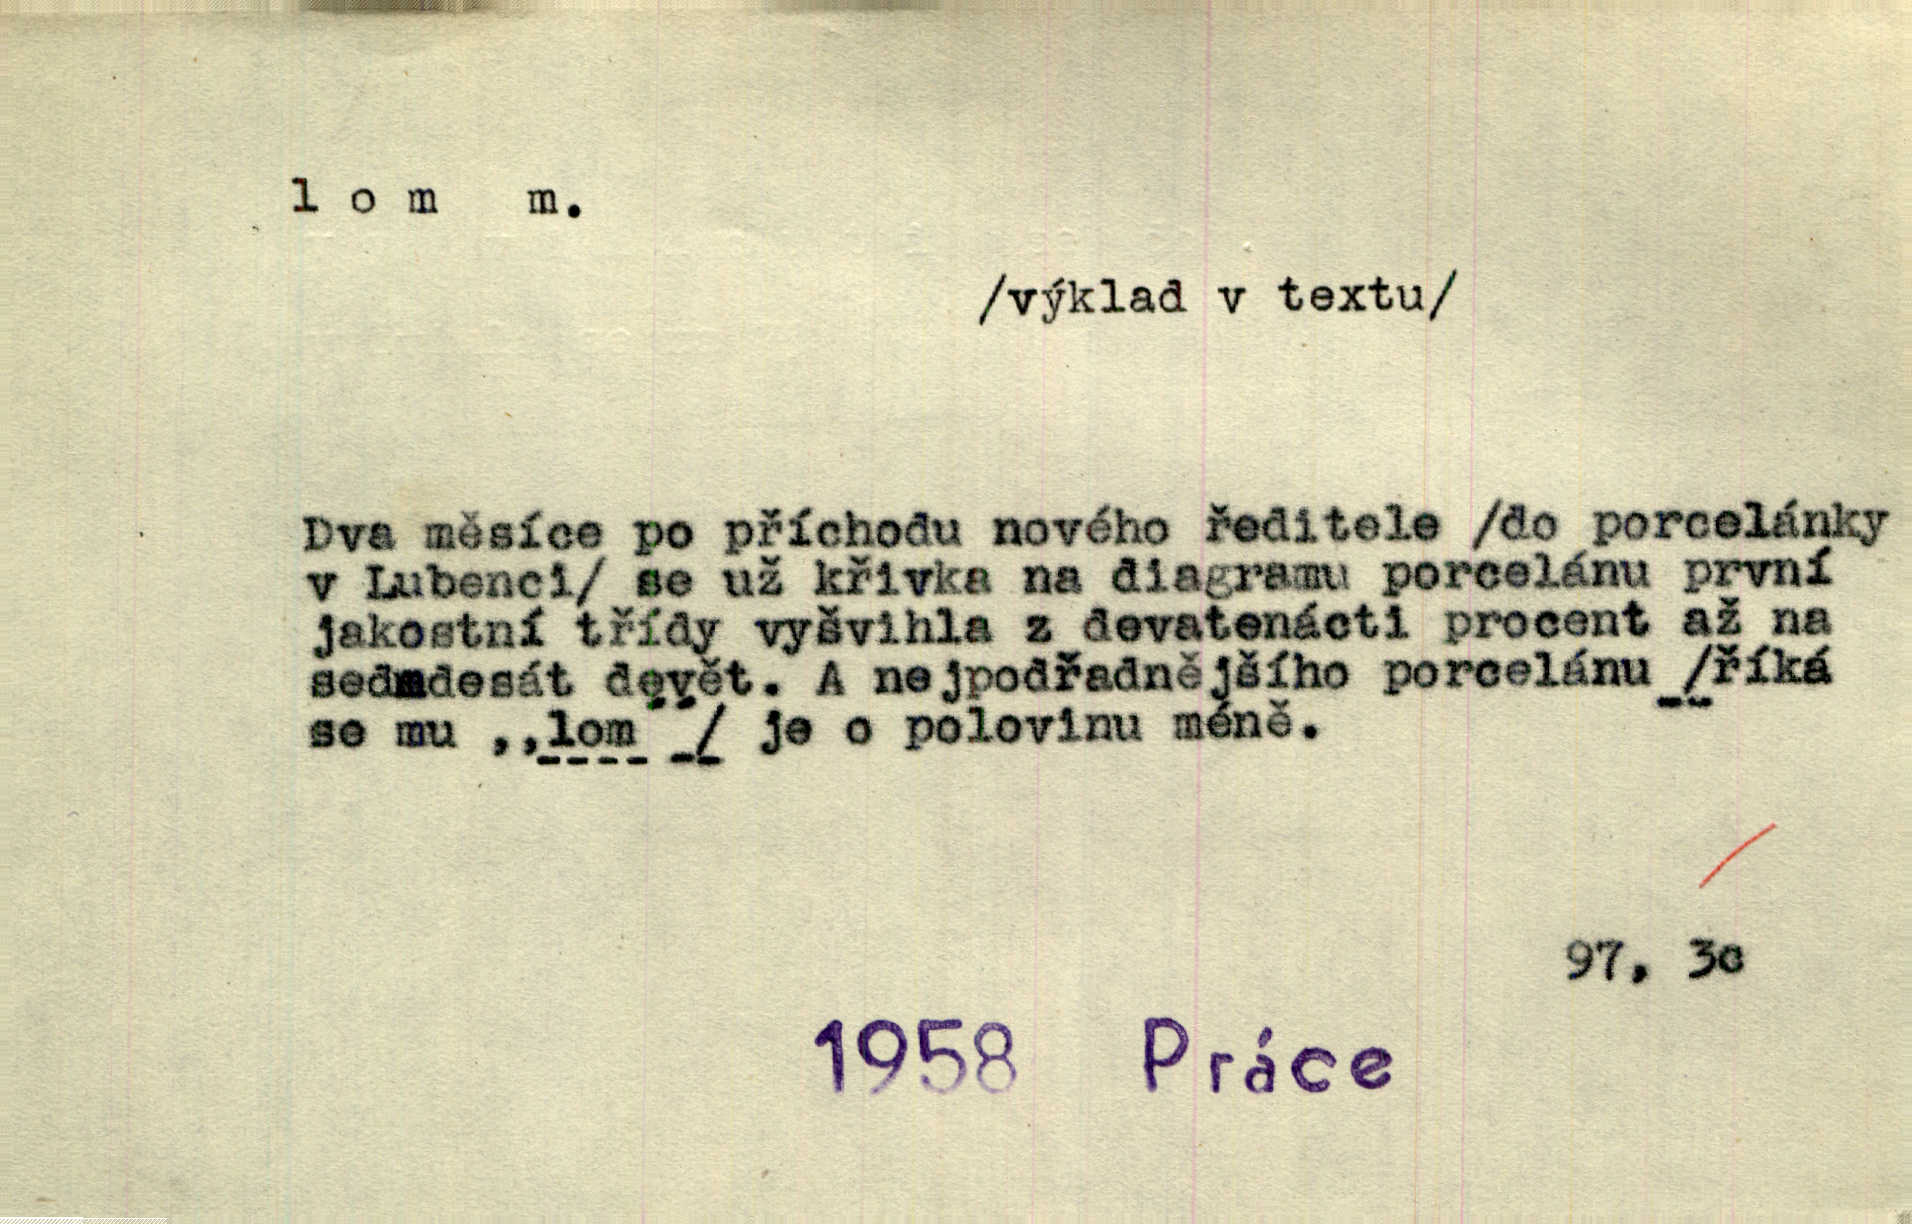 lom m.
/výklad v textu/
Dva měsíce po příchodu nového ředitele /do porcelánky
v Lubenci/ se už křivka na diagramu porcelánu první
jakostní třídy vyšvihla z devatenácti procent až na
sedmdesát devět. A nejpodřadnějšího porcelánu /říká
se mu ,,lom´´/ je o polovinu méně.
97, 3c
1958 Práce